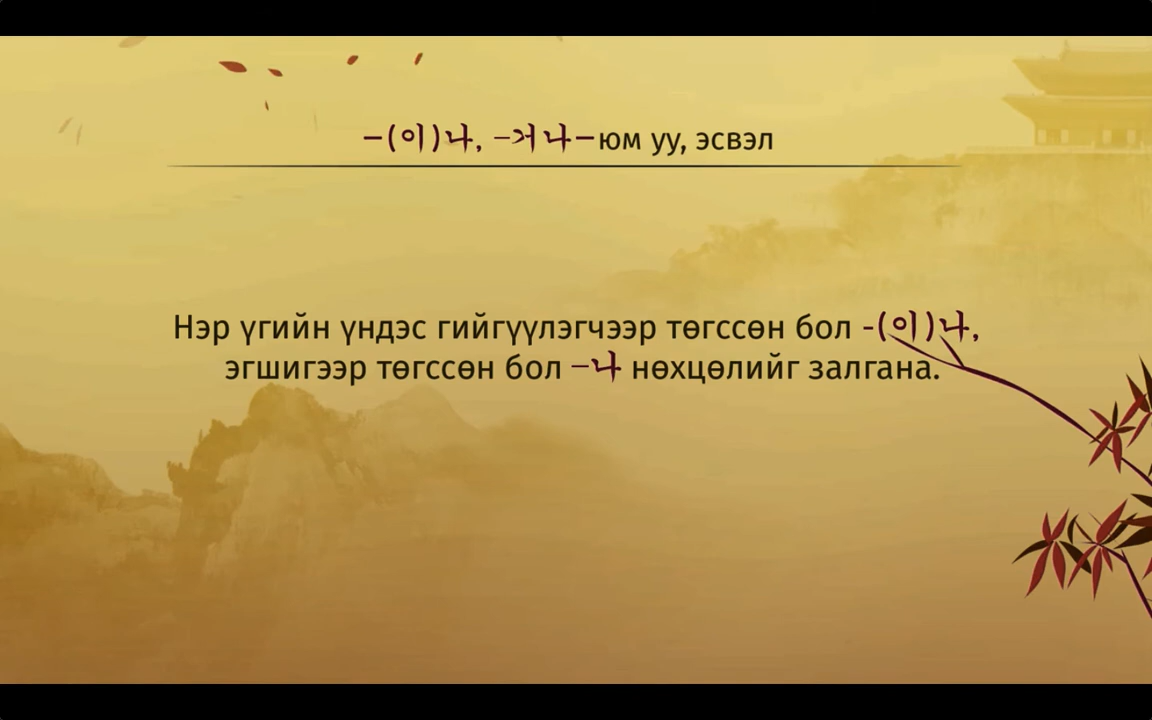 -(이)나, -거나-юм уу, эсвэл
Нэр үгийн үндэс гийгүүлэгчээр төгссөн бол -(이)나,
эгшигээр төгссөн бол -나 нөхцөлийг залгана.